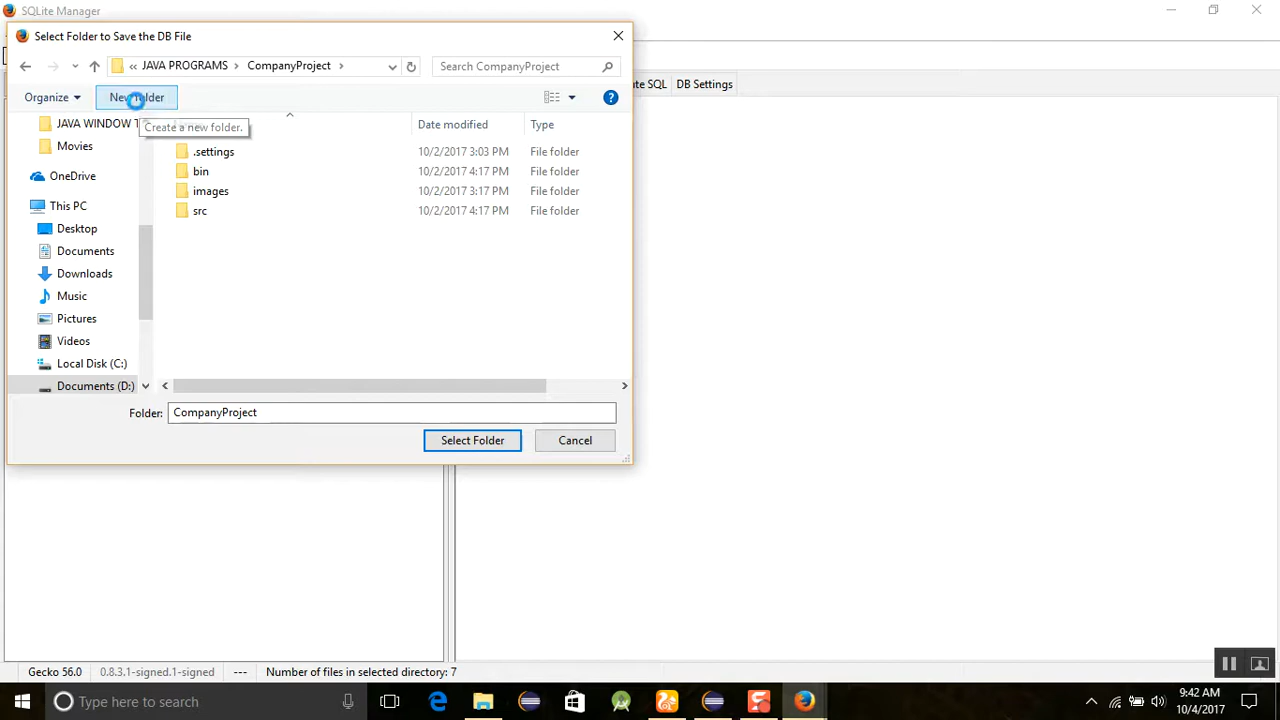 SQLite Manager
Select Folder to Save the DB File
« JAVA PROGRAMS > CompanyProject >
Search CompanyProject
Organize
New folder
Create a new folder.
Date modified
Type
ute SQL
DB Settings
JAVA WINDOW T
Movies
OneDrive
This PC
Desktop
Documents
Downloads
Music
Pictures
Videos
Local Disk (C:)
Documents (D:)
.settings 10/2/2017 3:03 PM File folder
bin 10/2/2017 4:17 PM File folder
images 10/2/2017 3:17 PM File folder
src 10/2/2017 4:17 PM File folder
Folder: CompanyProject
Select Folder
Cancel
Gecko 56.0 0.8.3.1-signed.1-signed --- Number of files in selected directory: 7
Type here to search
9:42 AM
10/4/2017